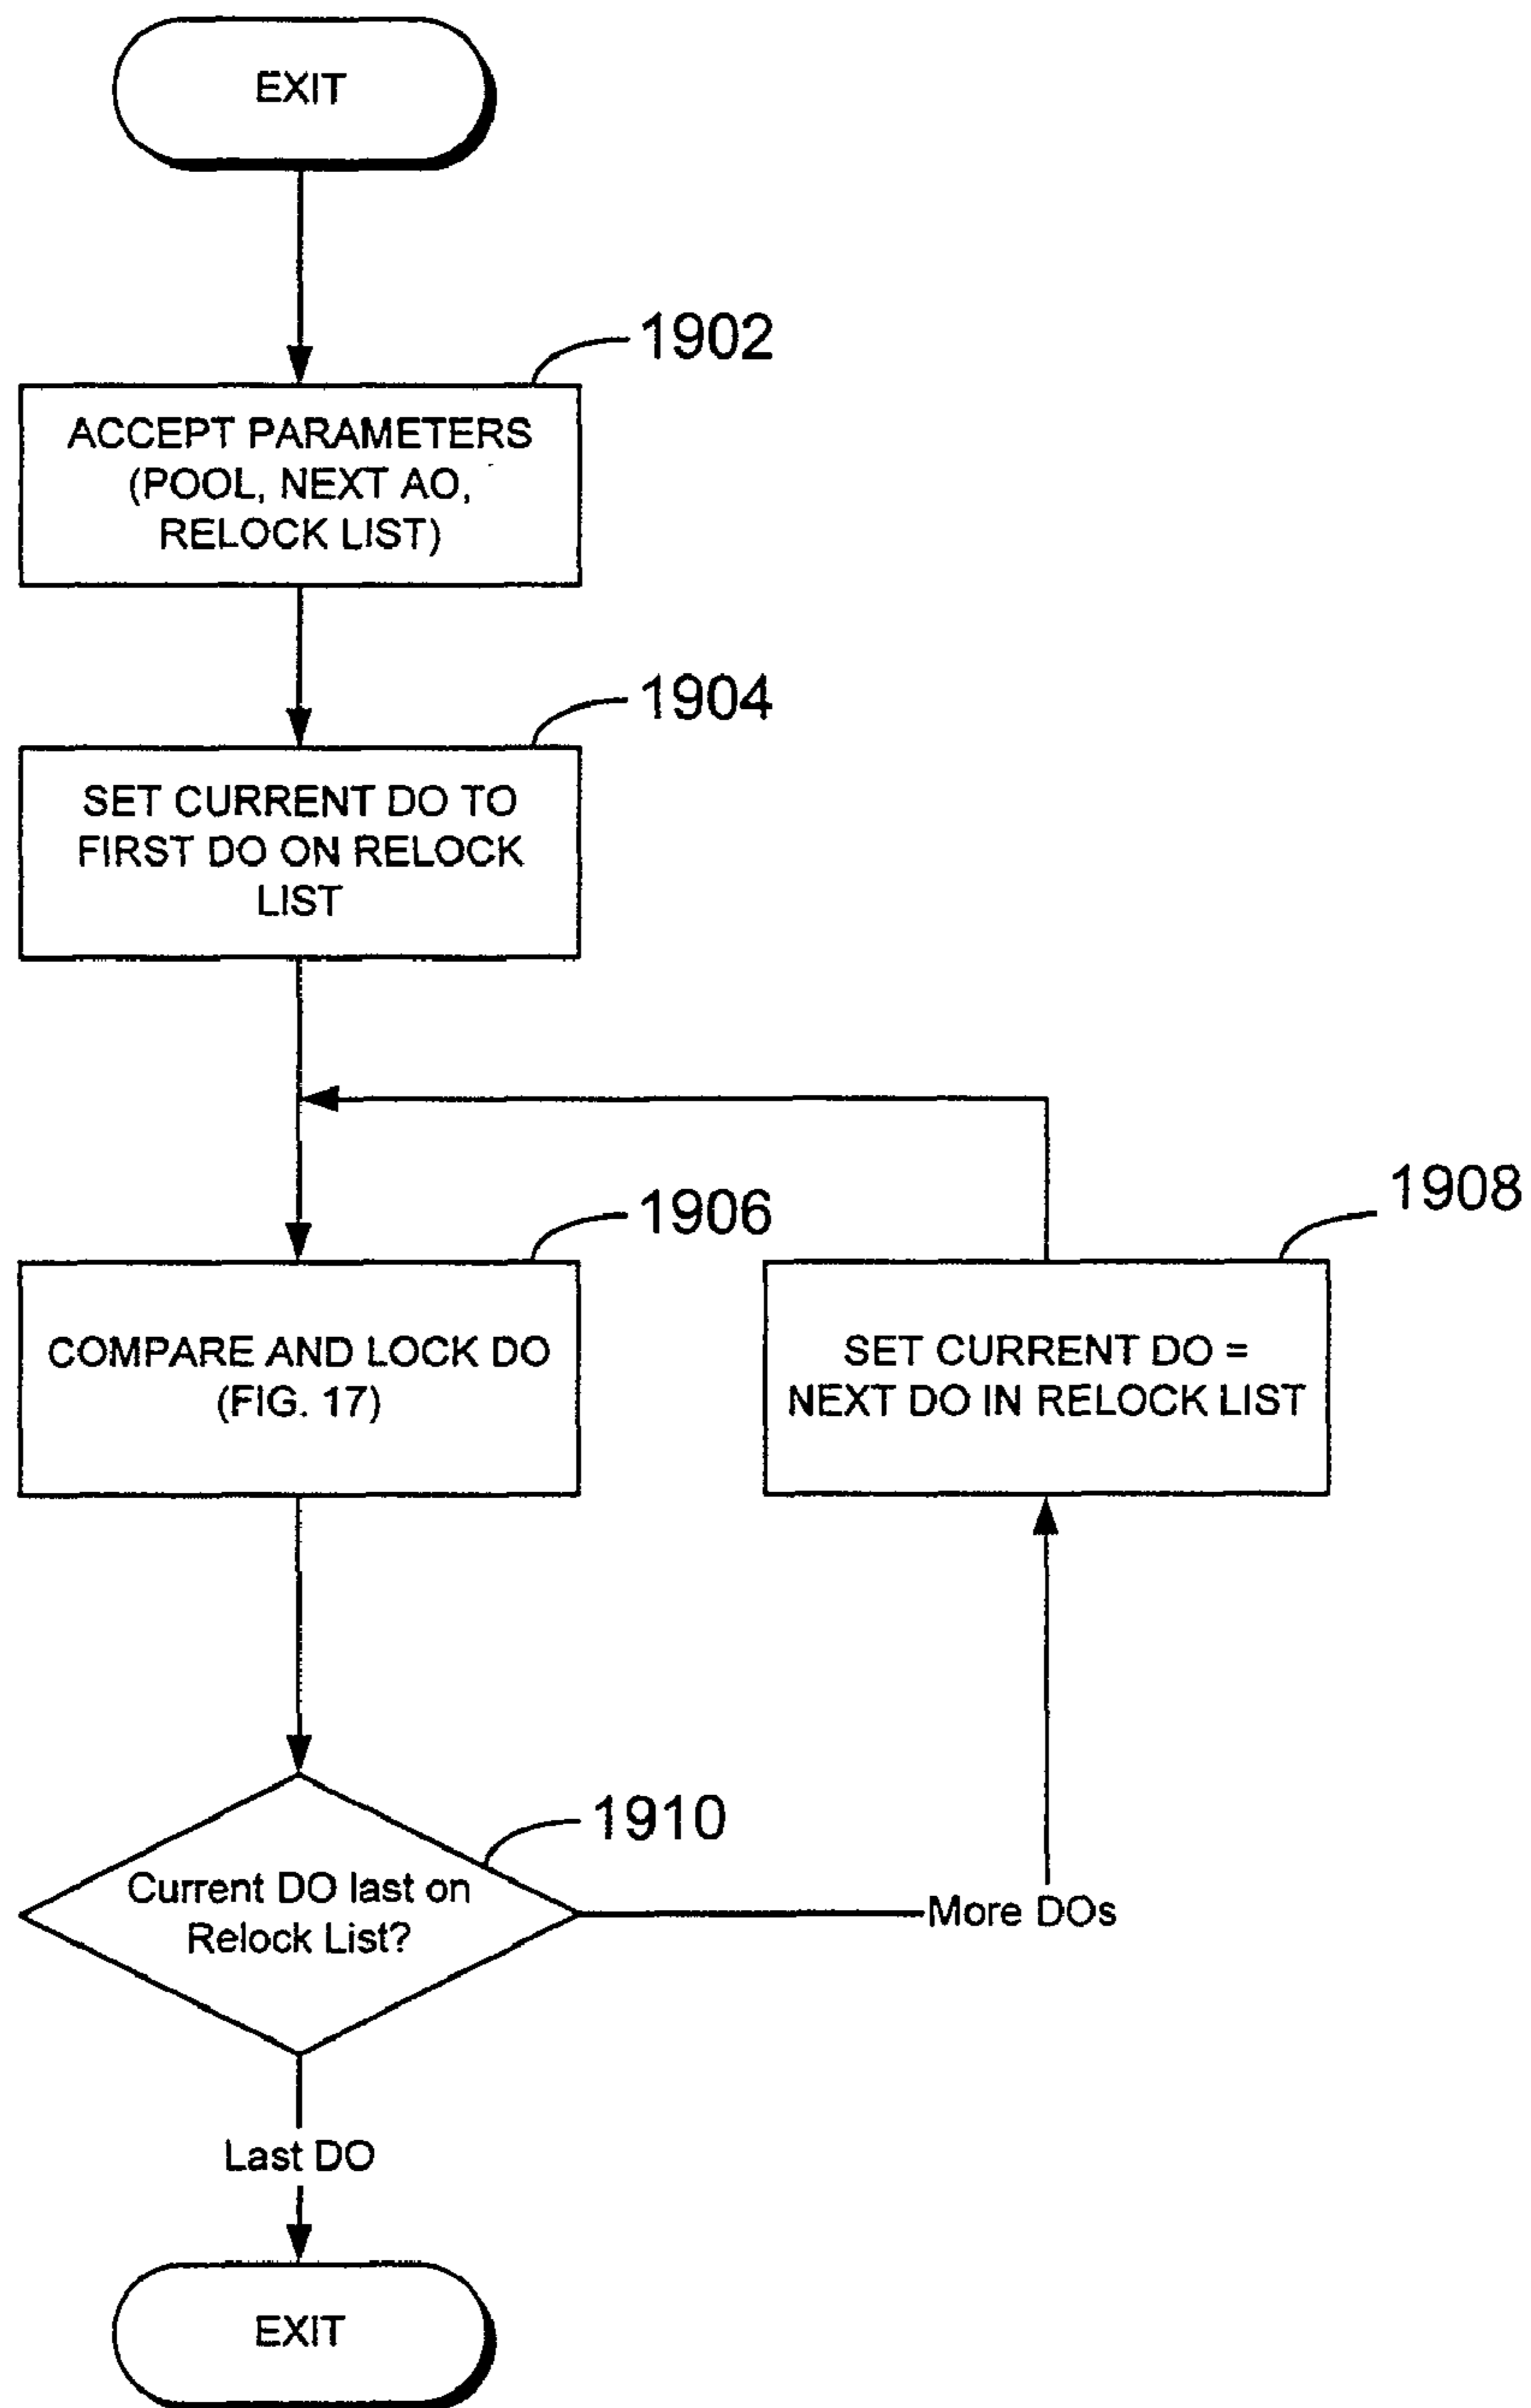 EXIT
1902
ACCEPT PARAMETERS
(POOL, NEXT AO,
RELOCK LIST)
1904
SET CURRENT DO TO
FIRST DO ON RELOCK
LIST
1906
COMPARE AND LOCK DO
(FIG. 17)
1908
SET CURRENT DO =
NEXT DO IN RELOCK LIST
1910
Current DO last on
Relock List?
More DOs
Last DO
EXIT